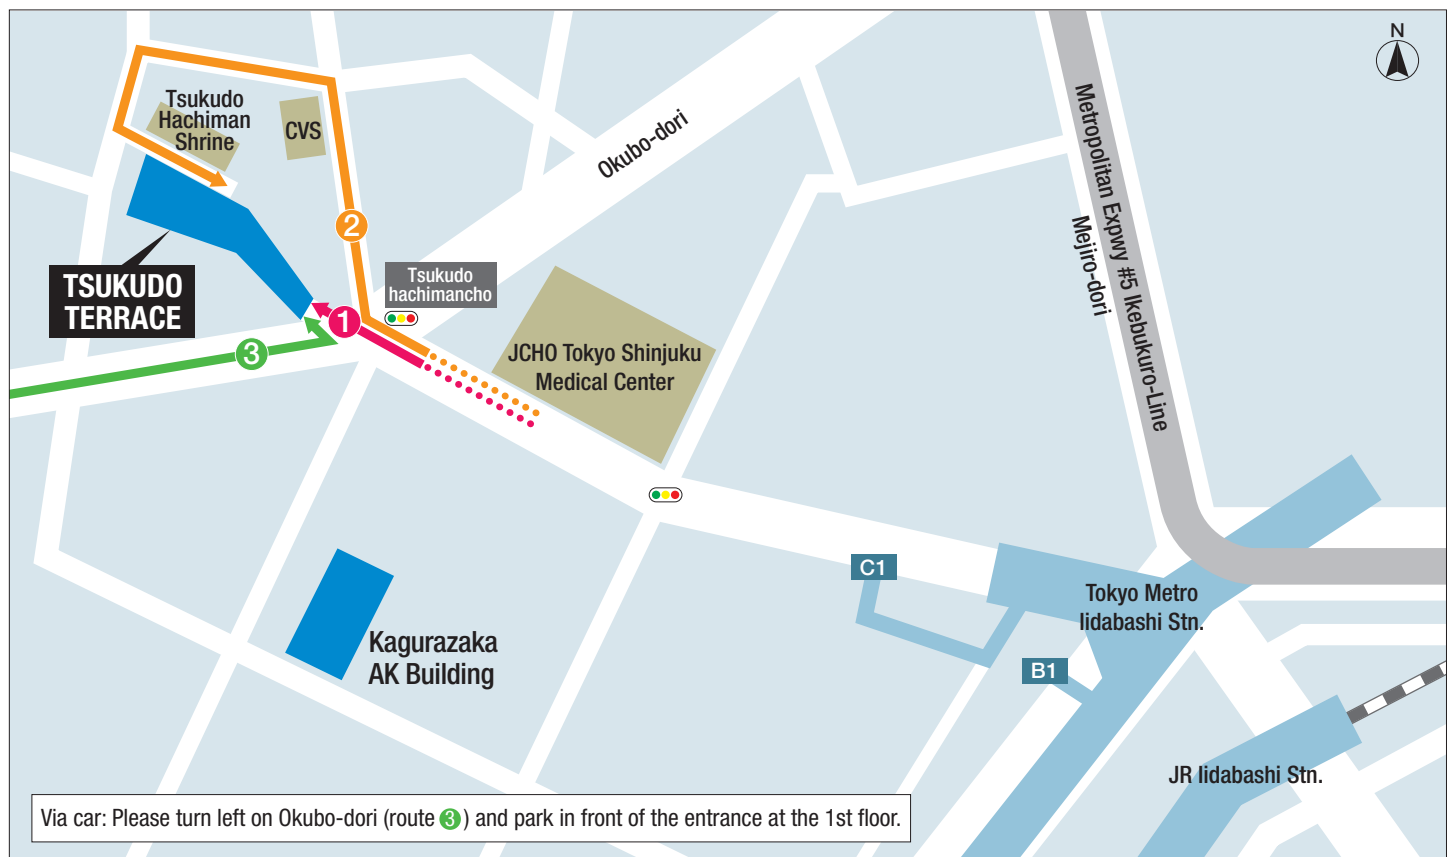 N
Tsukudo
Hachiman
Shrine
CVS
Okubo-dori
Metropolitan Expwy #5 Ikebukuro-Line
Mejiro-dori
2
TSUKUDO
TERRACE
Tsukudo
hachimancho
1
3
JCHO Tokyo Shinjuku
Medical Center
C1
Tokyo Metro
Iidabashi Stn.
B1
Kagurazaka
AK Building
JR Iidabashi Stn.
Via car: Please turn left on Okubo-dori (route 3) and park in front of the entrance at the 1st floor.